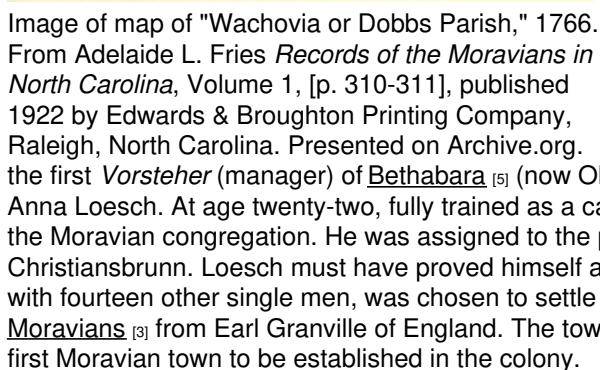 Image of map of "Wachovia or Dobbs Parish," 1766.
From Adelaide L. Fries Records of the Moravians in
North Carolina, Volume 1, [p. 310-311], published
1922 by Edwards & Broughton Printing Company,
Raleigh, North Carolina. Presented on Archive.org.
the first Vorsteher (manager) of Bethabara [5] (now
Anna Loesch. At age twenty-two, fully trained as a
the Moravian congregation. He was assigned to the
Christiansbrunn. Loesch must have proved himself
with fourteen other single men, was chosen to settle
Moravians [3] from Earl Granville of England. The
first Moravian town to be established in the colony.